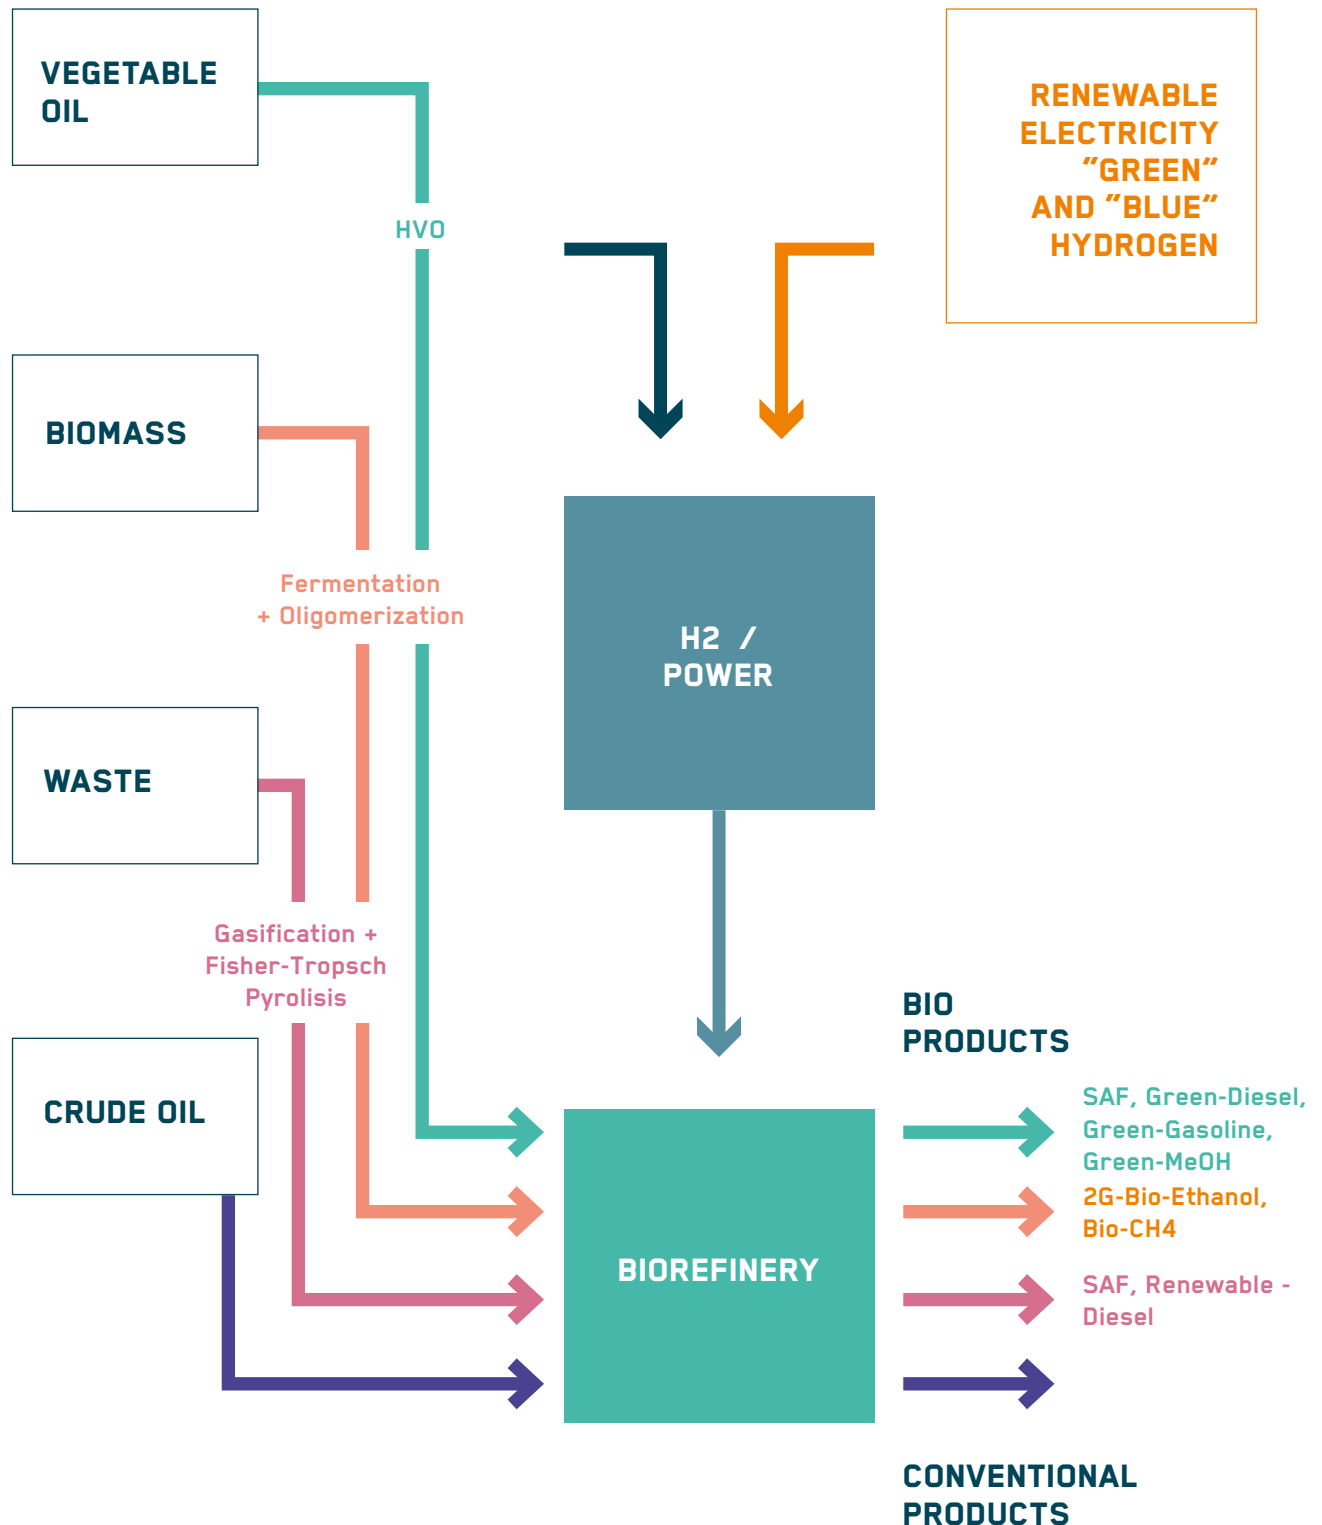 VEGETABLE
OIL
RENEWABLE
ELECTRICITY
"GREEN"
AND "BLUE"
HYDROGEN
HVO
BIOMASS
Fermentation
+ Oligomerization
H2 /
POWER
WASTE
Gasification +
Fisher-Tropsch
Pyrolisis
BIO
PRODUCTS
CRUDE OIL
SAF, Green-Diesel,
Green-Gasoline,
Green-MeOH
2G-Bio-Ethanol,
Bio-CH4
BIOREFINERY
SAF, Renewable -
Diesel
CONVENTIONAL
PRODUCTS